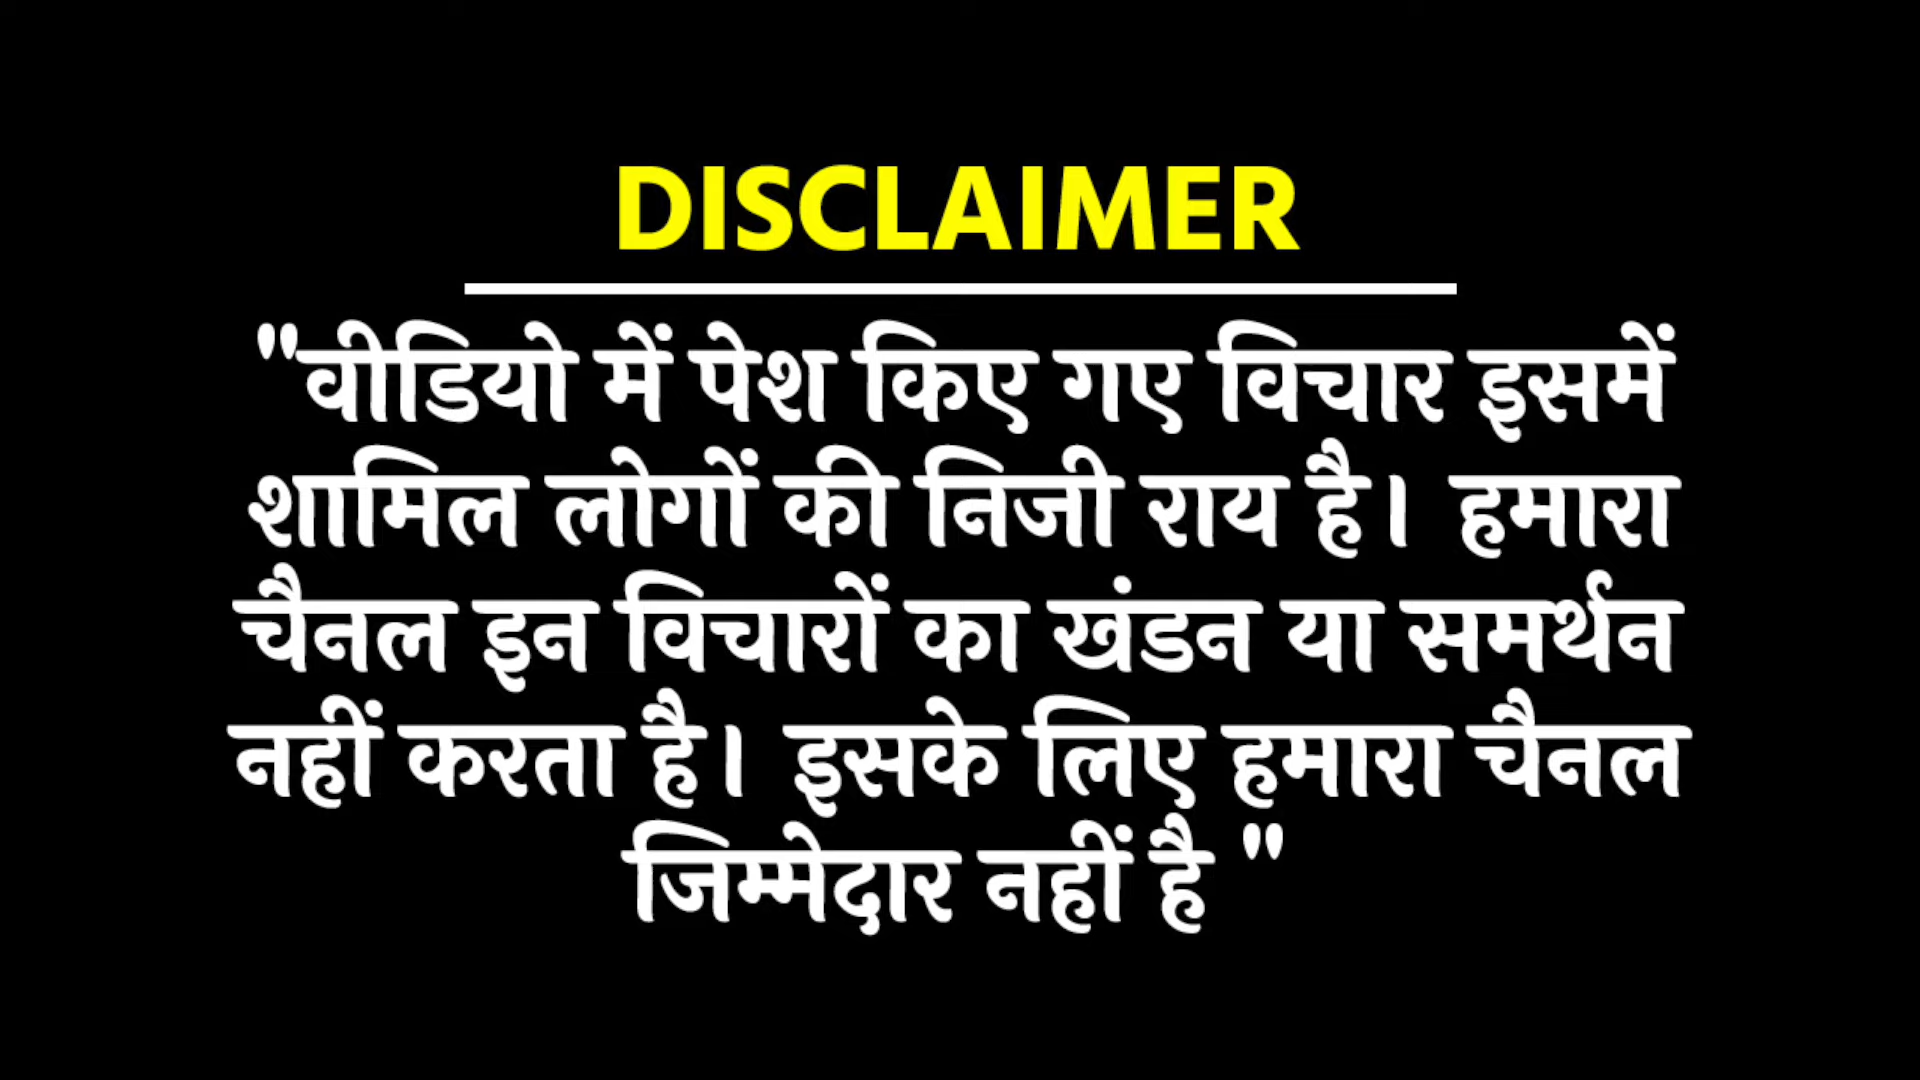 DISCLAIMER
"वीडियो में पेश किए गए विचार इसमें
शामिल लोगों की निजी राय है। हमारा
चैनल इन विचारों का खंडन या समर्थन
नहीं करता है। इसके लिए हमारा चैनल
जिम्मेदार नहीं है "